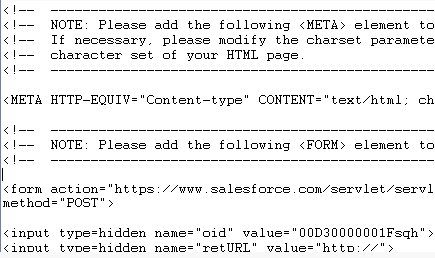 <!--  ----------------------------------------------------
<!--  NOTE: Please add the following <META> element to
<!--  If necessary, please modify the charset paramete
<!--  character set of your HTML page.
<!--  ----------------------------------------------------
<META HTTP-EQUIV="Content-type" CONTENT="text/html; ch
<!--  ----------------------------------------------------
<!--  NOTE: Please add the following <FORM> element to
<!--  ----------------------------------------------------
<form action="https://www.salesforce.com/servlet/servl
method="POST">
<input type=hidden name="oid" value="00D30000001Fsqh">
<input type=hidden name="retURL" value="http://">